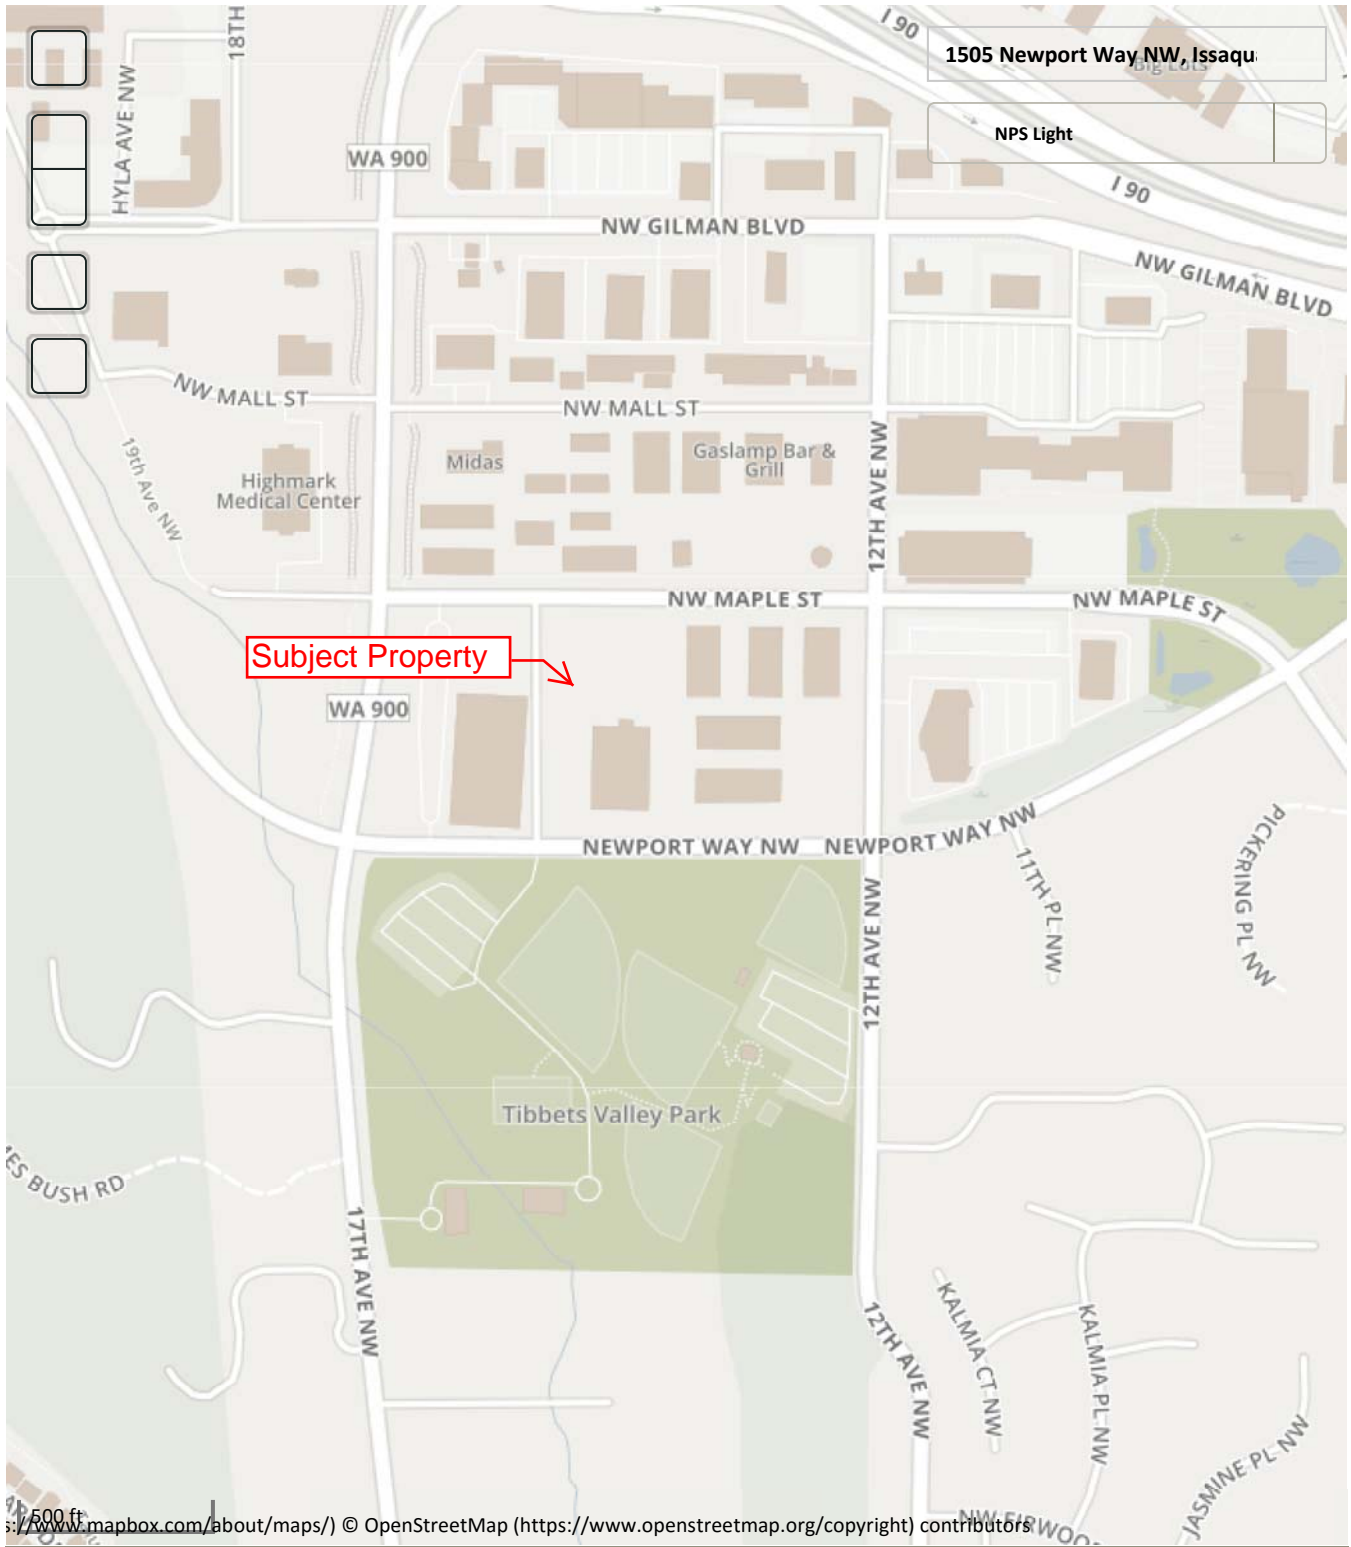 I 90
18TH
1505 Newport Way NW, Issaqu
Big Lots
HYLA AVE NW
NPS Light
WA 900
I 90
NW GILMAN BLVD
NW GILMAN BLVD
NW MALL ST
NW MALL ST
12TH AVE NW
19th Ave NW
Midas
Gaslamp Bar &
Grill
Highmark
Medical Center
NW MAPLE ST
NW MAPLE ST
Subject Property
WA 900
NEWPORT WAY NW
NEWPORT WAY NW
PICKERING PL NW
11TH PL NW
12TH AVE NW
Tibbets Valley Park
BUSH RD
17TH AVE NW
12TH AVE NW
KALMIA CT NW
KALMIA PL NW
JASMINE PL NW
500 ft
s://www.mapbox.com/about/maps/) © OpenStreetMap (https://www.openstreetmap.org/copyright) contributors
NW FIRWOO